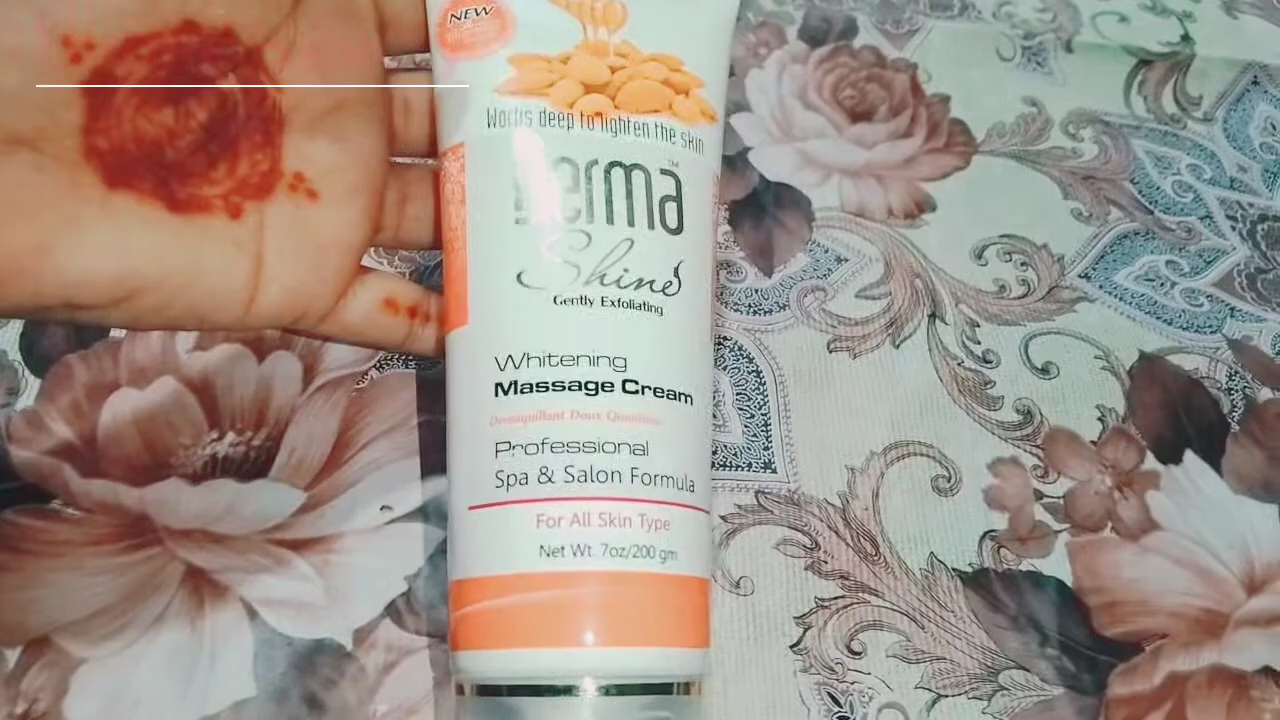 NEW
Works deep to lighten the skin
Derma™
Shine
Gently Exfoliating
Whitening
Massage Cream
Demaquillant Doux Quotidien
Professional
Spa & Salon Formula
For All Skin Type
Net Wt. 7oz/200 gm